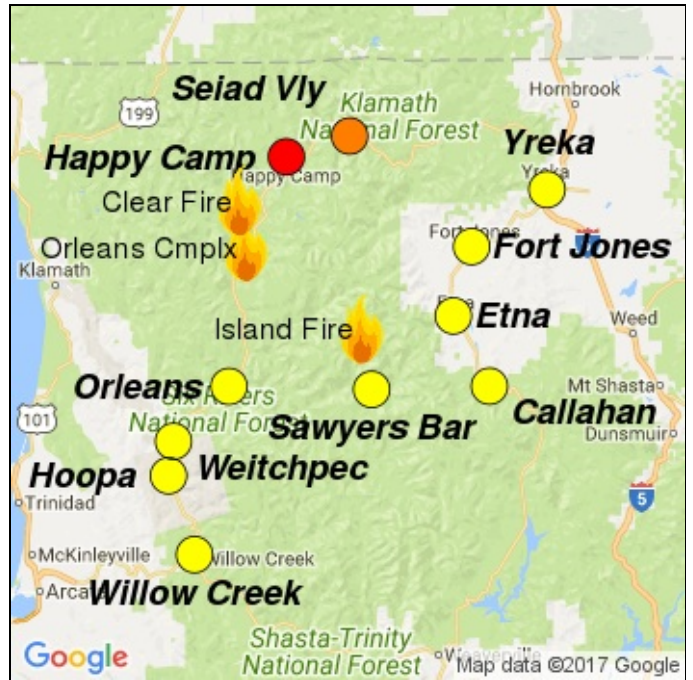 Seiad Vly
199
Klamath
National Forest
Hornbrook
Yreka
Happy Camp
Happy Camp
Yreka
Clear Fire
Fort Jones
Fort Jones
5
Orleans Cmplx
Klamath
Etna
Etna
Island Fire
Weed
Orleans
Mt Shasta
Six Rivers
National Forest
101
Callahan
Sawyers Bar
Dunsmuir
Weitchpec
Hoopa
Trinidad
5
McKinleyville
Willow Creek
Arcata
Willow Creek
Shasta-Trinity
National Forest
Weaverville
Google
Map data ©2017 Google